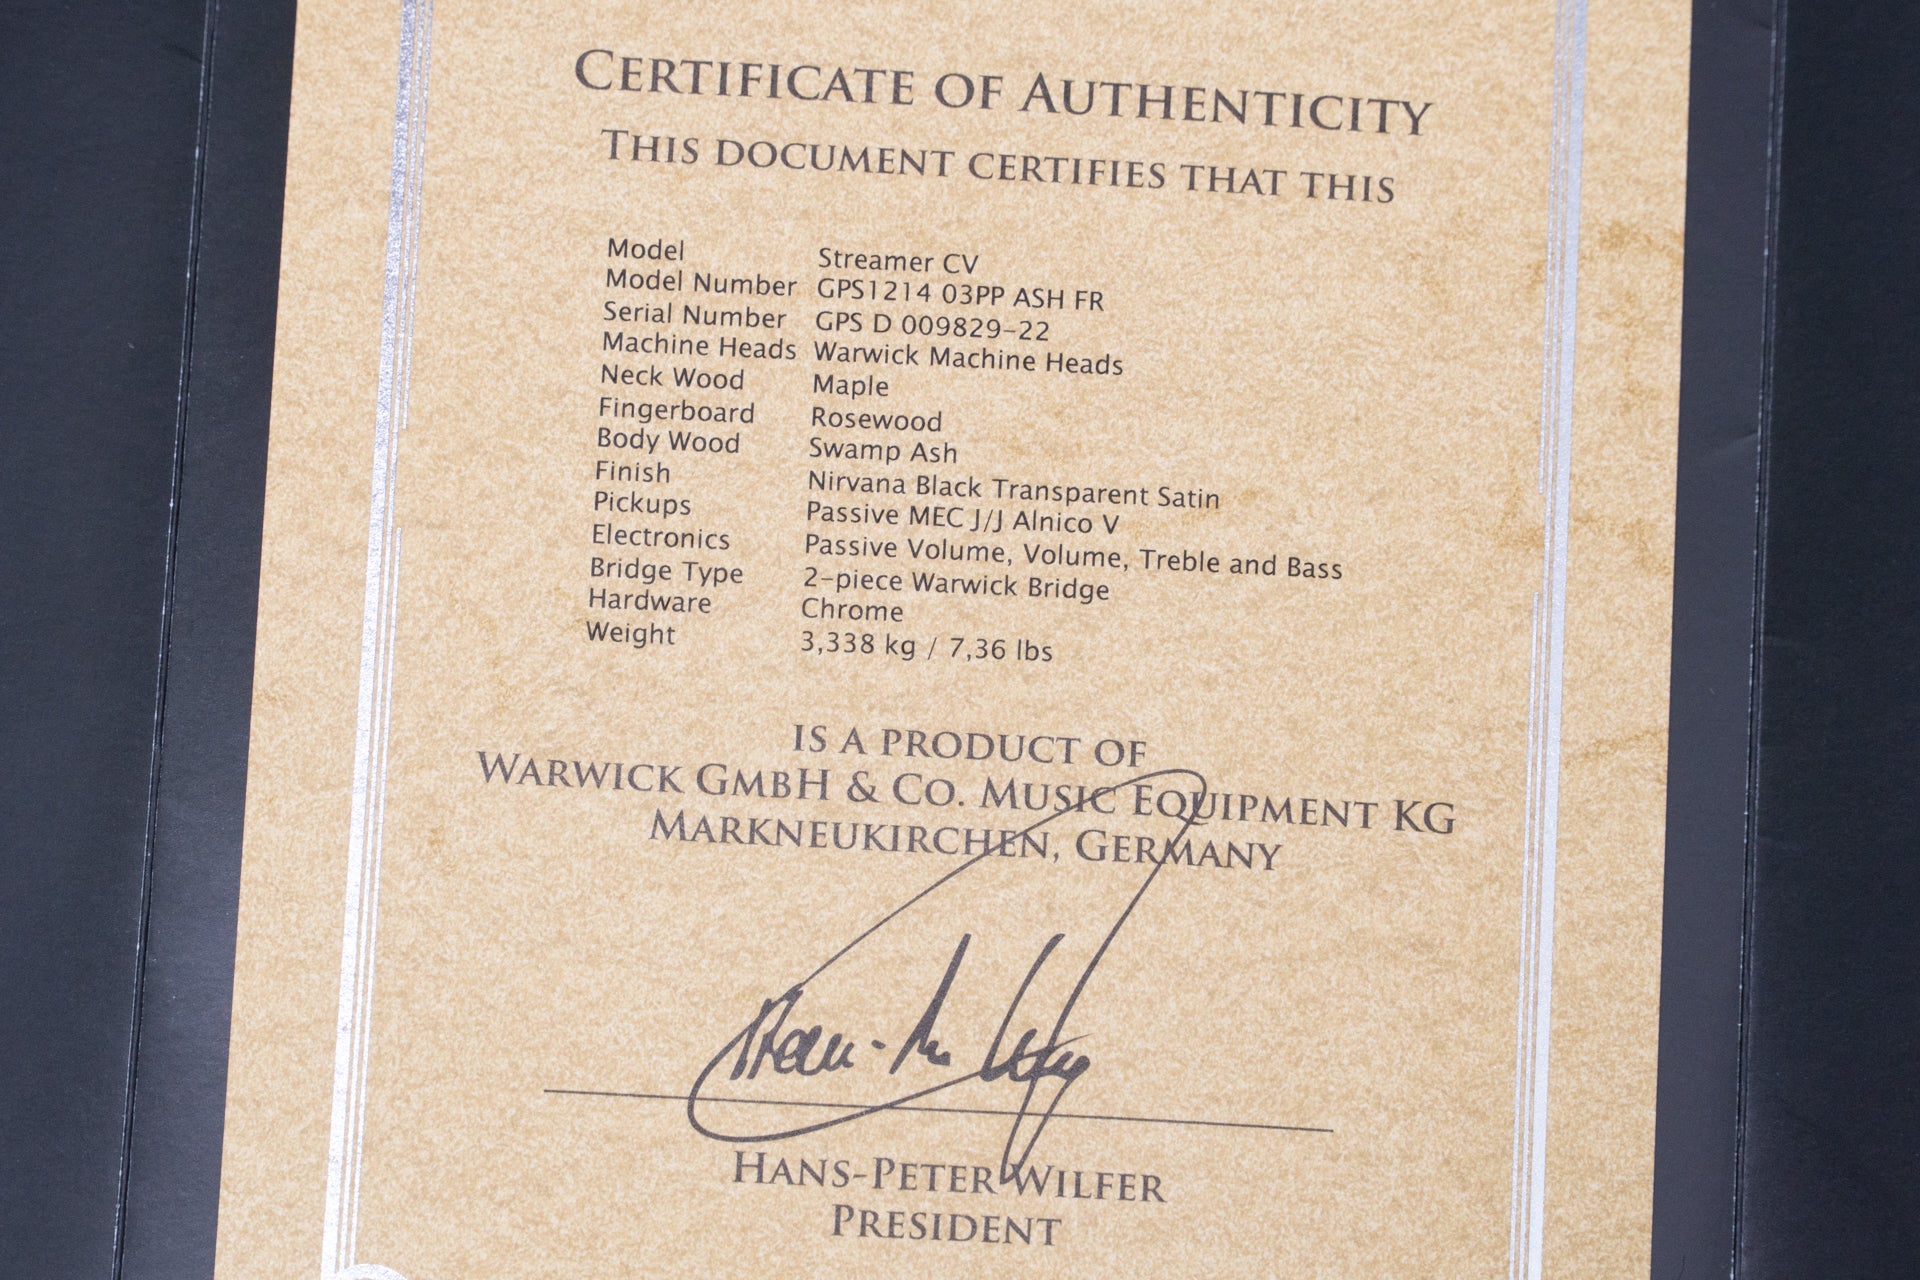 Certificate of Authenticity
This document certifies that this
Model Streamer CV
Model Number GPS1214 03PP ASH FR
Serial Number GPS D 009829-22
Machine Heads Warwick Machine Heads
Neck Wood Maple
Fingerboard Rosewood
Body Wood Swamp Ash
Finish Nirvana Black Transparent Satin
Pickups Passive MEC J/J Alnico V
Electronics Passive Volume, Volume, Treble and Bass
Bridge Type 2-piece Warwick Bridge
Hardware Chrome
Weight 3,338 kg / 7,36 lbs
is a product of
Warwick GmbH & Co. Music Equipment KG
Markneukirchen, Germany
Hans-Peter Wilfer
President